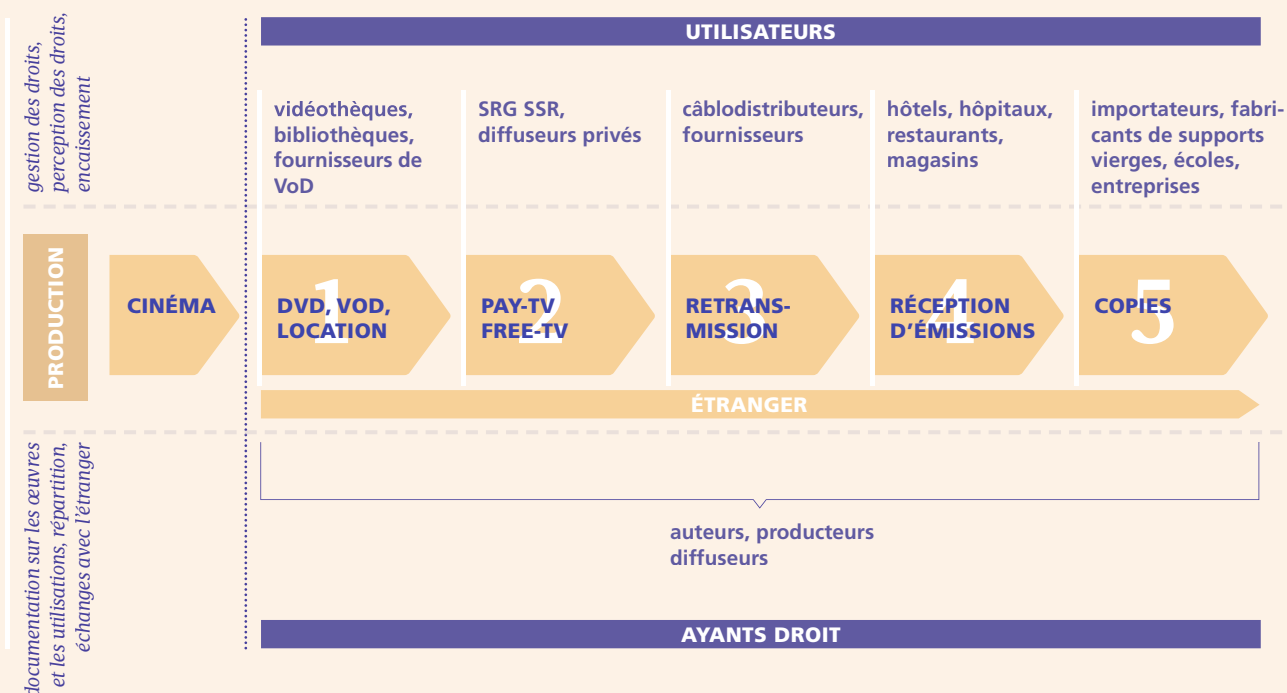 gestion des droits,
perception des droits,
encaissement
UTILISATEURS
vidéothèques,
bibliothèques,
fournisseurs de
VoD
SRG SSR,
diffuseurs privés
câblodistributeurs,
fournisseurs
hôtels, hôpitaux,
restaurants,
magasins
importateurs, fabri-
cants de supports
vierges, écoles,
entreprises
PRODUCTION
CINÉMA
1
DVD, VOD,
LOCATION
2
PAY-TV
FREE-TV
3
RETRANS-
MISSION
4
RÉCEPTION
D’ÉMISSIONS
5
COPIES
ÉTRANGER
documentation sur les œuvres
et les utilisations, répartition,
échanges avec l’étranger
auteurs, producteurs
diffuseurs
AYANTS DROIT